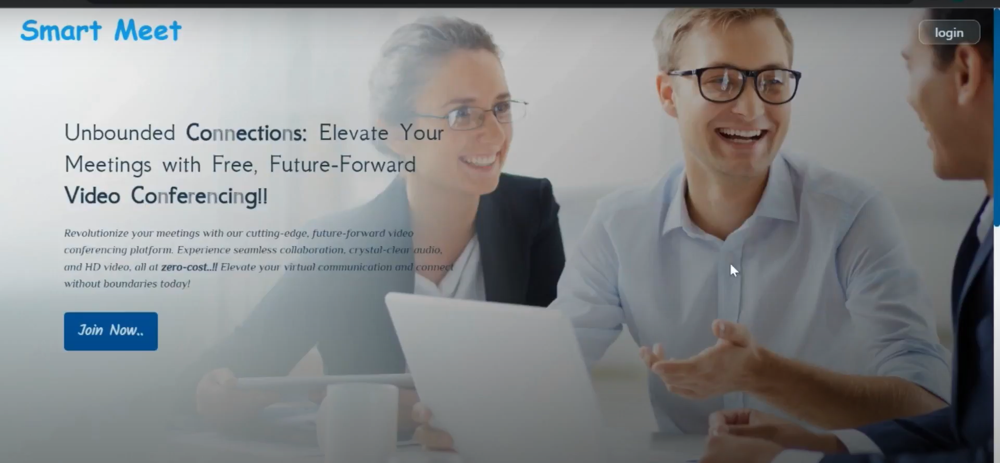 Smart Meet
login
Unbounded Connections: Elevate Your
Meetings with Free, Future-Forward
Video Conferencing!!
Revolutionize your meetings with our cutting-edge, future-forward video
conferencing platform. Experience seamless collaboration, crystal-clear audio,
and HD video, all at zero-cost..!! Elevate your virtual communication and connect
without boundaries today!
Join Now..